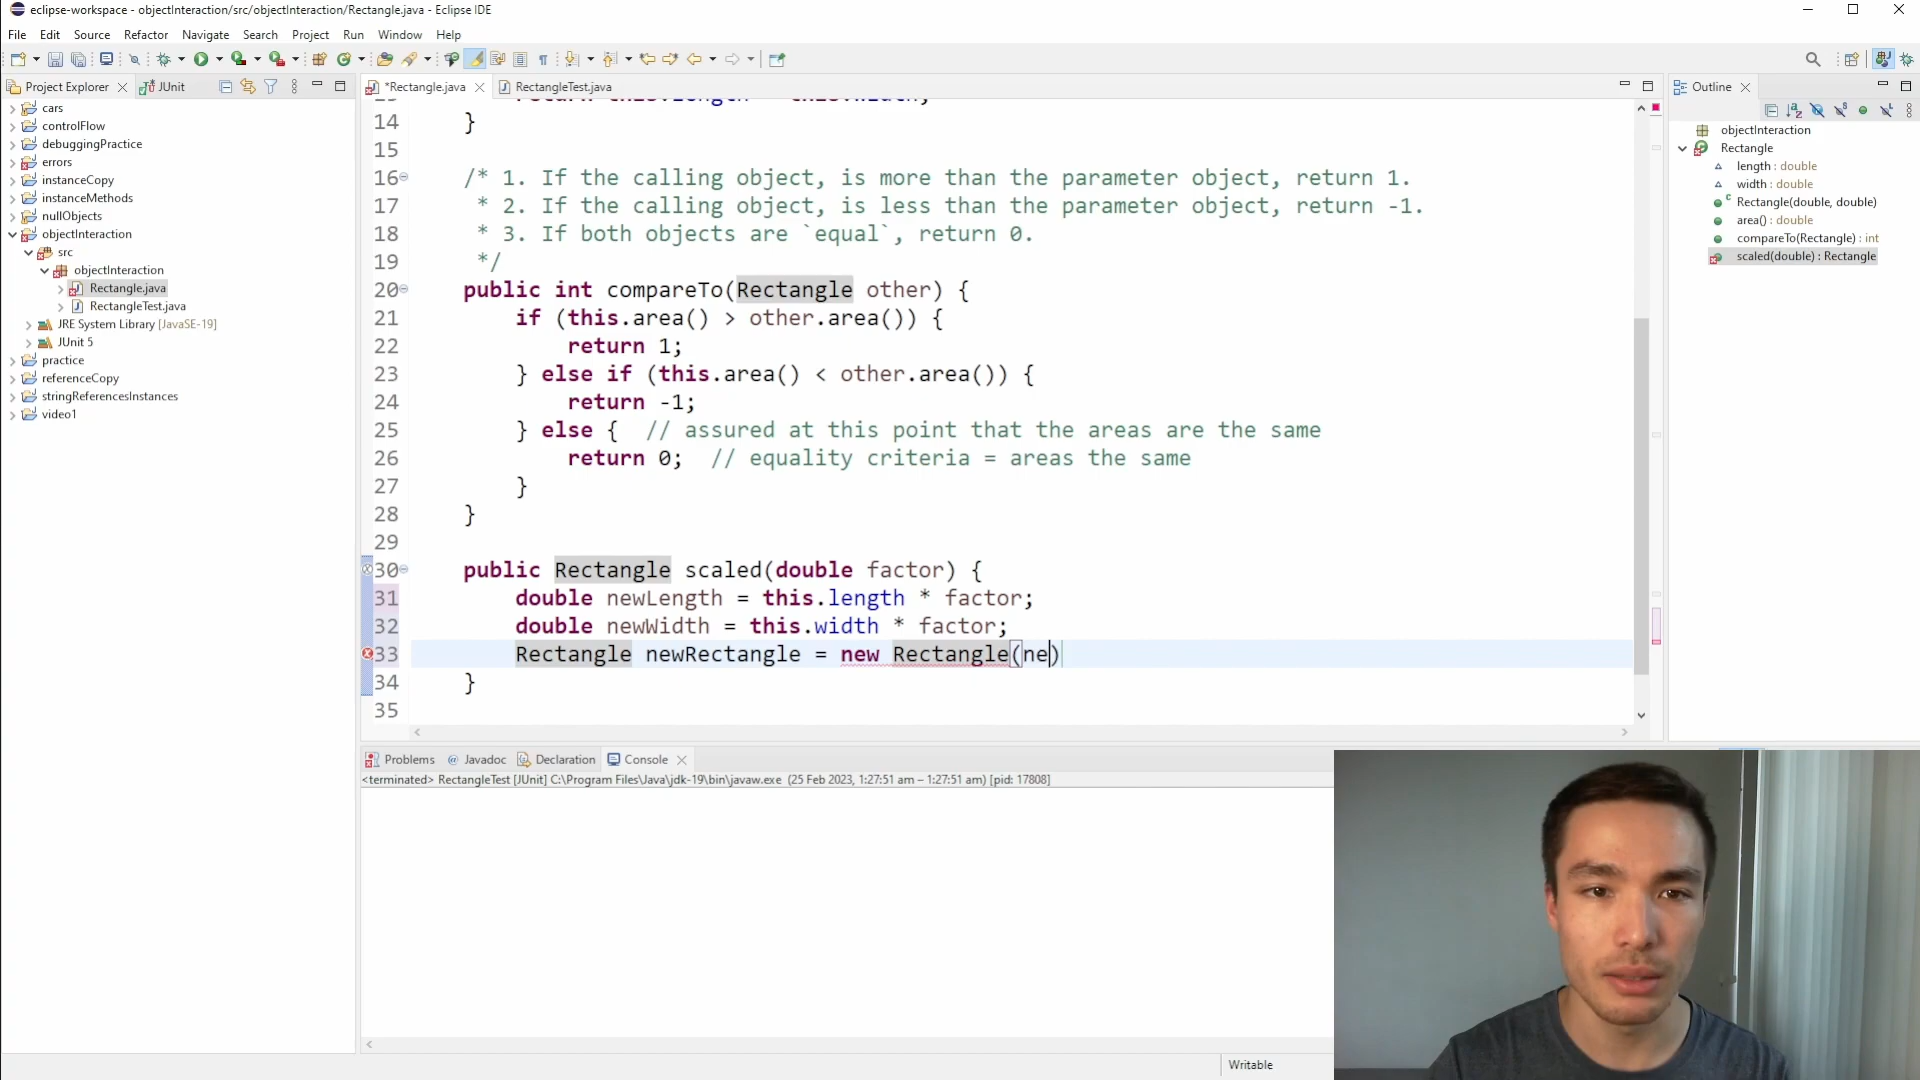 eclipse-workspace - objectInteraction/src/objectInteraction/Rectangle.java - Eclipse IDE
File Edit Source Refactor Navigate Search Project Run Window Help
Project Explorer
JUnit
*Rectangle.java
RectangleTest.java
Outline
cars
controlFlow
debuggingPractice
errors
instanceCopy
instanceMethods
nullObjects
objectInteraction
src
objectInteraction
Rectangle.java
RectangleTest.java
JRE System Library [JavaSE-19]
JUnit 5
practice
referenceCopy
stringReferencesInstances
video1
14 }
15
16 /* 1. If the calling object, is more than the parameter object, return 1.
17 * 2. If the calling object, is less than the parameter object, return -1.
18 * 3. If both objects are `equal`, return 0.
19 */
20 public int compareTo(Rectangle other) {
21 if (this.area() > other.area()) {
22 return 1;
23 } else if (this.area() < other.area()) {
24 return -1;
25 } else { // assured at this point that the areas are the same
26 return 0; // equality criteria = areas the same
27 }
28 }
29
30 public Rectangle scaled(double factor) {
31 double newLength = this.length * factor;
32 double newWidth = this.width * factor;
33 Rectangle newRectangle = new Rectangle(ne)
34 }
35
objectInteraction
Rectangle
length : double
width : double
Rectangle(double, double)
area() : double
compareTo(Rectangle) : int
scaled(double) : Rectangle
Problems @ Javadoc Declaration Console
<terminated> RectangleTest [JUnit] C:\Program Files\Java\jdk-19\bin\javaw.exe (25 Feb 2023, 1:27:51 am – 1:27:51 am) [pid: 17808]
Writable